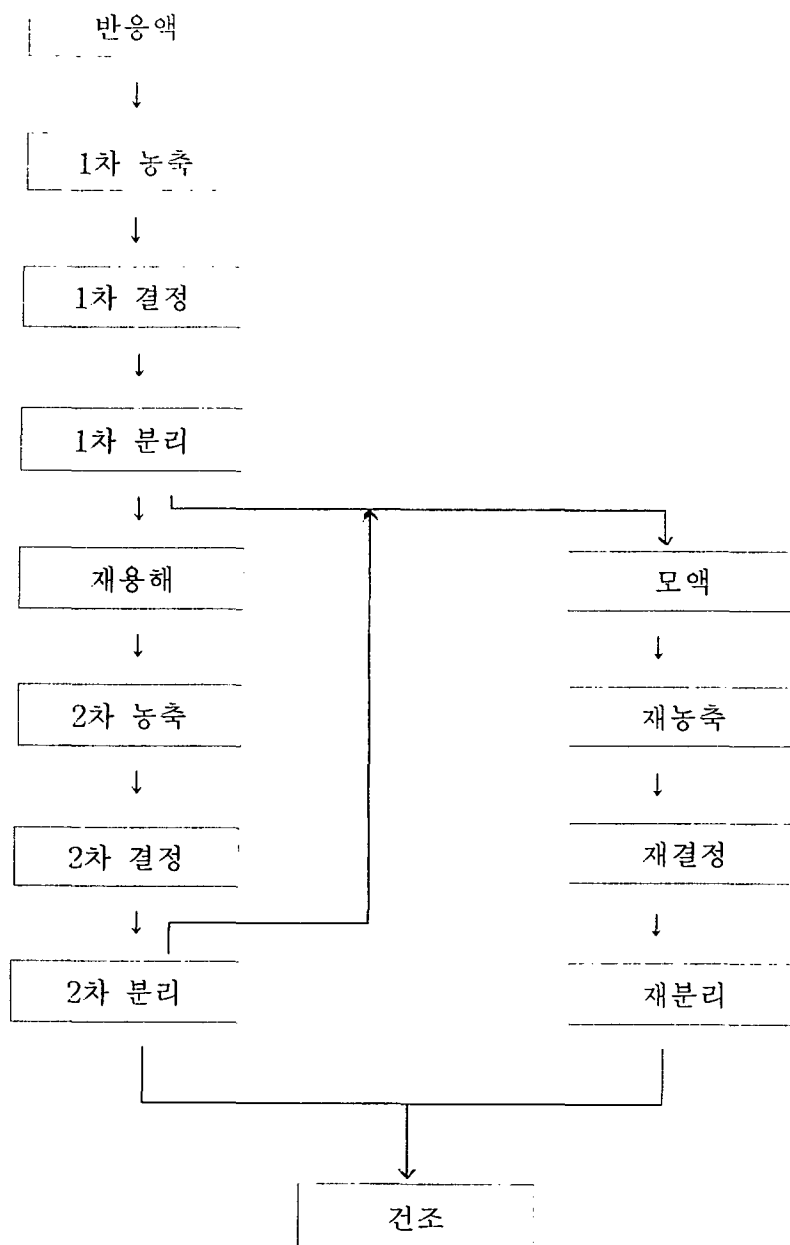 반응액
↓
1차 농축
↓
1차 결정
↓
1차 분리
↓
재용해
↓
2차 농축
↓
2차 결정
↓
2차 분리
모액
↓
재농축
↓
재결정
↓
재분리
건조